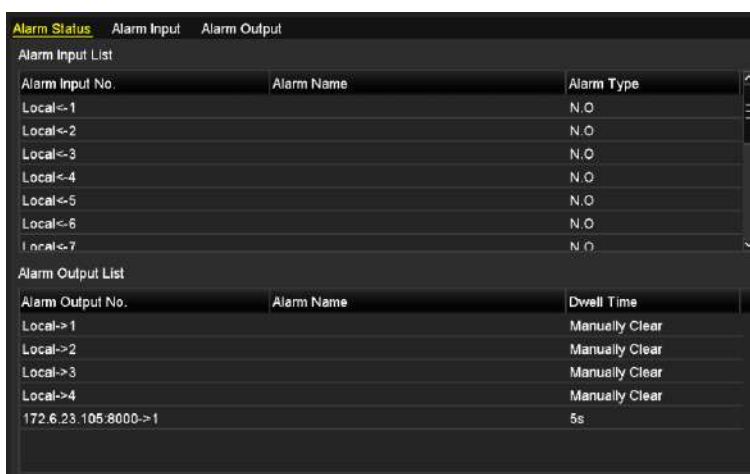 Alarm Status Alarm Input Alarm Output
Alarm Input List
Alarm Input No. Alarm Name Alarm Type
Local<-1 N.O
Local<-2 N.O
Local<-3 N.O
Local<-4 N.O
Local<-5 N.O
Local<-6 N.O
Local<-7 N.O
Alarm Output List
Alarm Output No. Alarm Name Dwell Time
Local->1 Manually Clear
Local->2 Manually Clear
Local->3 Manually Clear
Local->4 Manually Clear
172.6.23.105:8000->1 5s